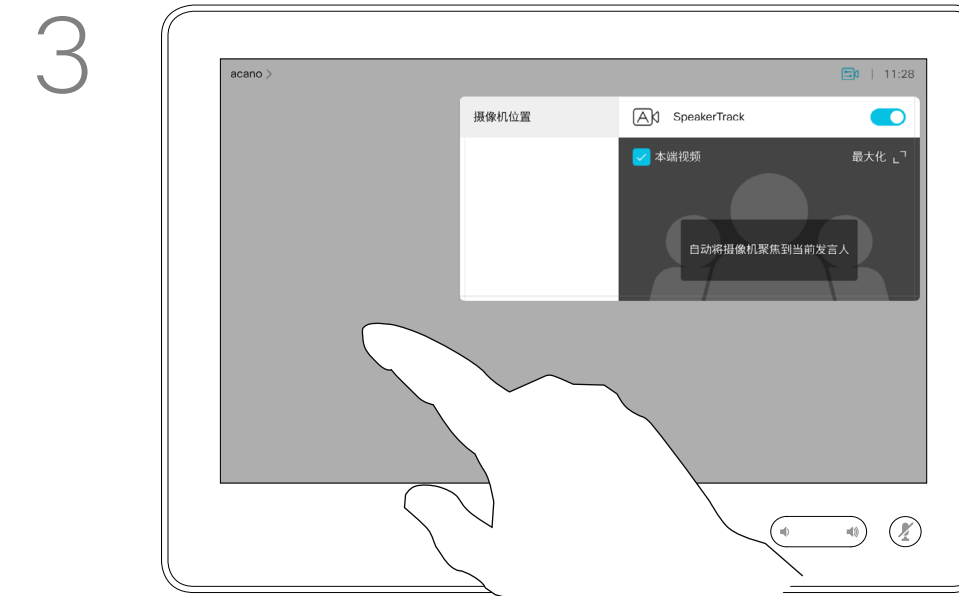 3
acano >
11:28
摄像机位置
SpeakerTrack
本端视频
最大化
自动将摄像机聚焦到当前发言人